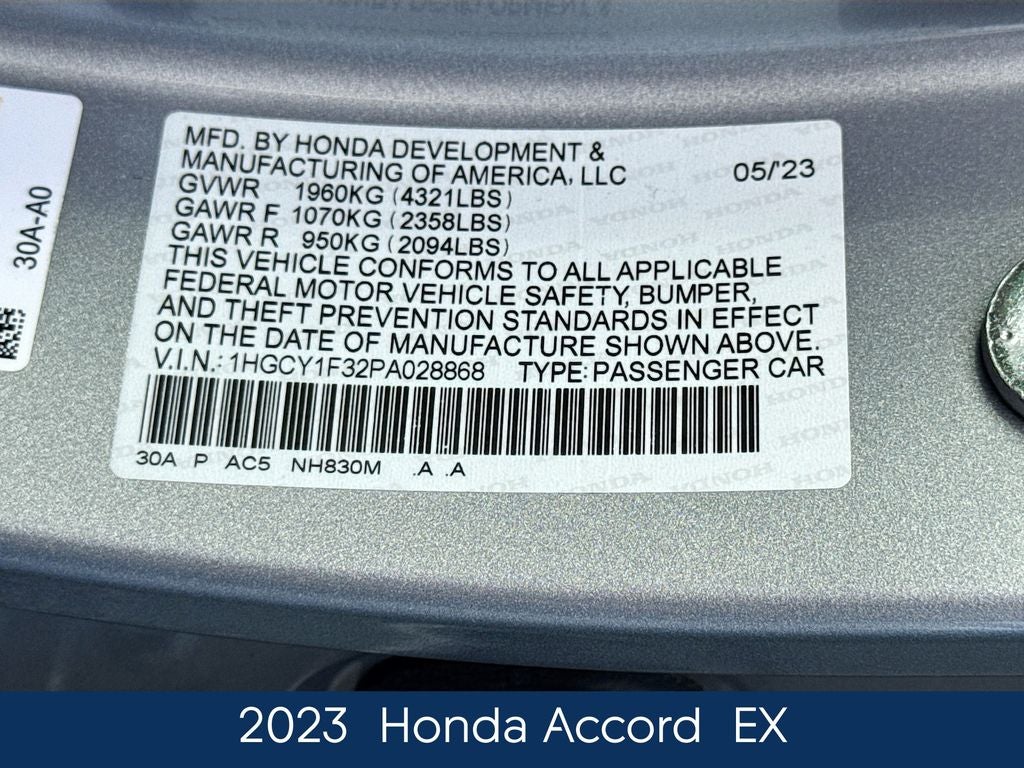 30A-A0
MFD. BY HONDA DEVELOPMENT &
MANUFACTURING OF AMERICA, LLC 05/'23
GVWR 1960KG (4321LBS)
GAWR F 1070KG (2358LBS)
GAWR R 950KG (2094LBS)
THIS VEHICLE CONFORMS TO ALL APPLICABLE
FEDERAL MOTOR VEHICLE SAFETY, BUMPER,
AND THEFT PREVENTION STANDARDS IN EFFECT
ON THE DATE OF MANUFACTURE SHOWN ABOVE.
V.I.N.: 1HGCY1F32PA028868 TYPE: PASSENGER CAR
30A P AC5 NH830M .A .A
2023 Honda Accord EX